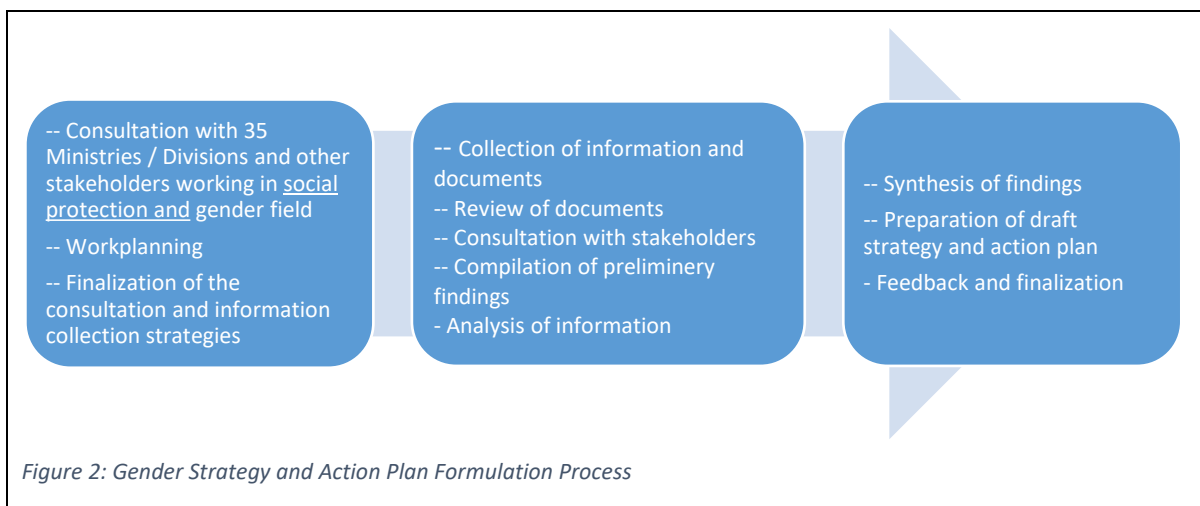 -- Consultation with 35
Ministries / Divisions and other
stakeholders working in social
protection and gender field
-- Workplanning
-- Finalization of the
consultation and information
collection strategies
-- Collection of information and
documents
-- Review of documents
-- Consultation with stakeholders
-- Compilation of preliminery
findings
- Analysis of information
-- Synthesis of findings
-- Preparation of draft
strategy and action plan
- Feedback and finalization
Figure 2: Gender Strategy and Action Plan Formulation Process